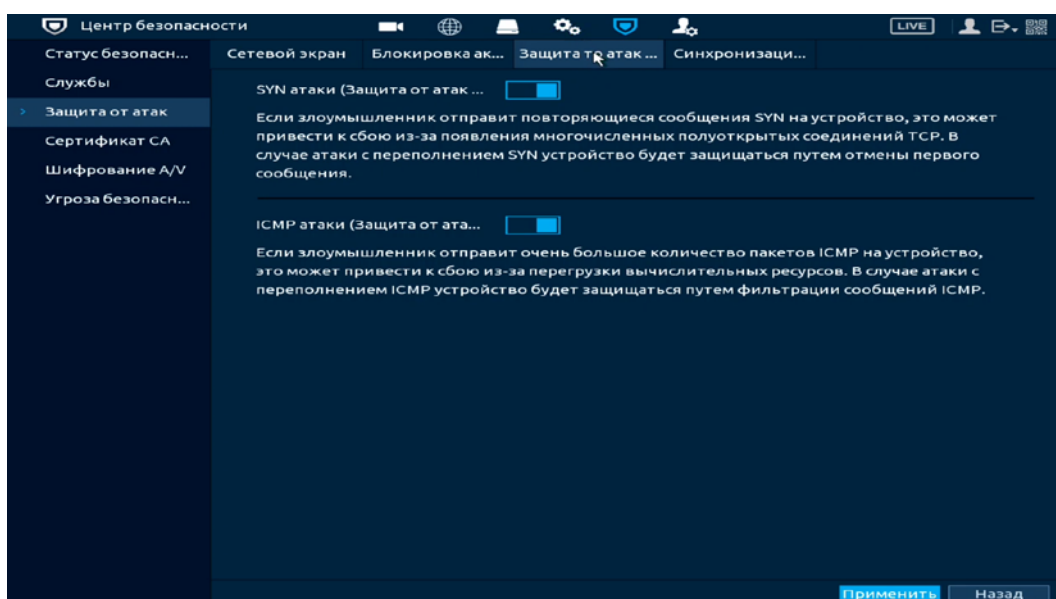 Центр безопасности
LIVE
Статус безопасн...
Сетевой экран Блокировка ак... Защита то атак ... Синхронизаци...
Службы
Защита от атак
Сертификат CA
Шифрование A/V
Угроза безопасн...
SYN атаки (Защита от атак ...
Если злоумышленник отправит повторяющиеся сообщения SYN на устройство, это может
привести к сбою из-за появления многочисленных полуоткрытых соединений TCP. В
случае атаки с переполнением SYN устройство будет защищаться путем отмены первого
сообщения.
ICMP атаки (Защита от ата...
Если злоумышленник отправит очень большое количество пакетов ICMP на устройство,
это может привести к сбою из-за перегрузки вычислительных ресурсов. В случае атаки с
переполнением ICMP устройство будет защищаться путем фильтрации сообщений ICMP.
Применить Назад